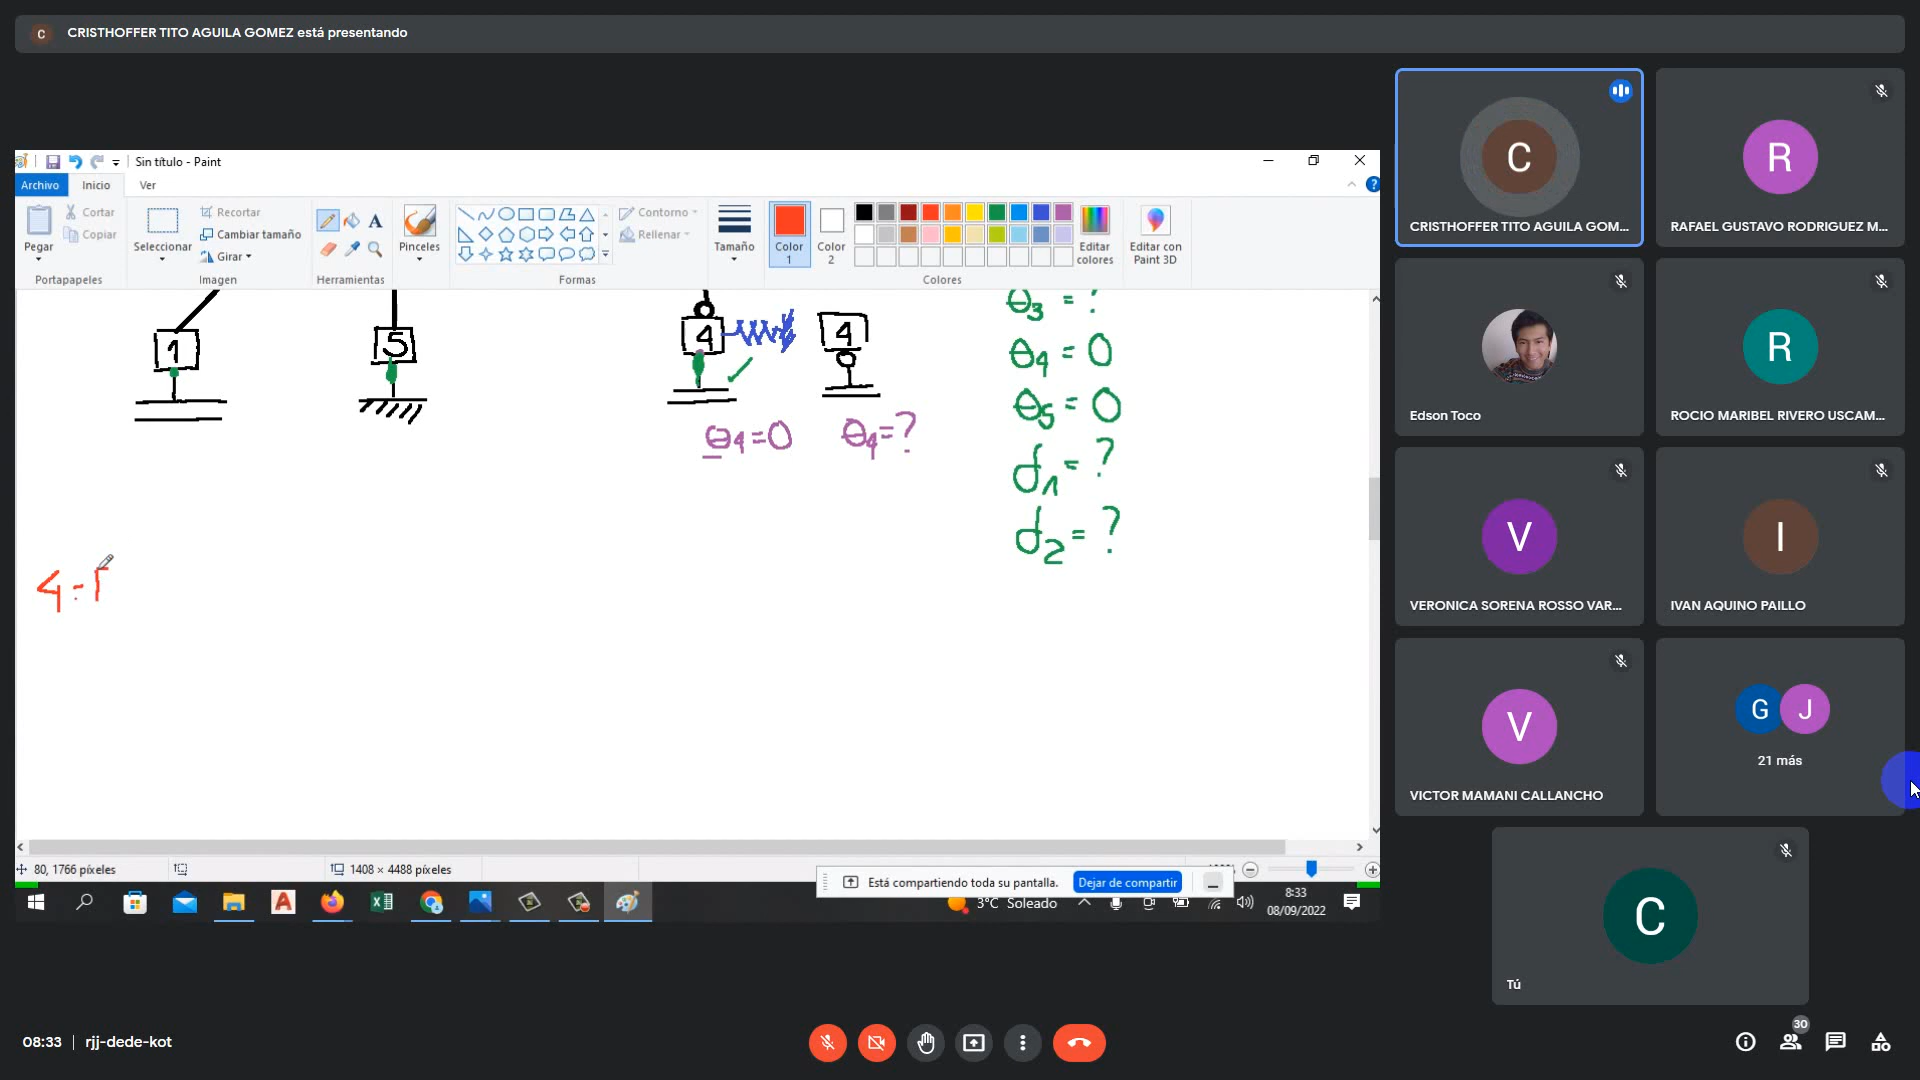 C CRISTHOFFER TITO AGUILA GOMEZ está presentando
Sin título - Paint
Archivo Inicio Ver
Pegar
Cortar
Copiar
Portapapeles
Seleccionar
Recortar
Cambiar tamaño
Girar
Imagen
A
Herramientas
Pinceles
Contorno
Rellenar
Formas
Tamaño
Color 1
Color 2
Editar colores
Editar con Paint 3D
Colores
1
5
4
4
θ4=0
θ4=?
θ3 = ?
θ4 = 0
θ5 = 0
d1 = ?
d2 = ?
4 =
80, 1766 píxeles
1408 × 4488 píxeles
Está compartiendo toda su pantalla.
Dejar de compartir
3°C Soleado
8:33
08/09/2022
C
CRISTHOFFER TITO AGUILA GOM...
R
RAFAEL GUSTAVO RODRIGUEZ M...
Edson Toco
R
ROCIO MARIBEL RIVERO USCAM...
V
VERONICA SORENA ROSSO VAR...
I
IVAN AQUINO PAILLO
V
VICTOR MAMANI CALLANCHO
G J
21 más
C
Tú
08:33 | rjj-dede-kot
30